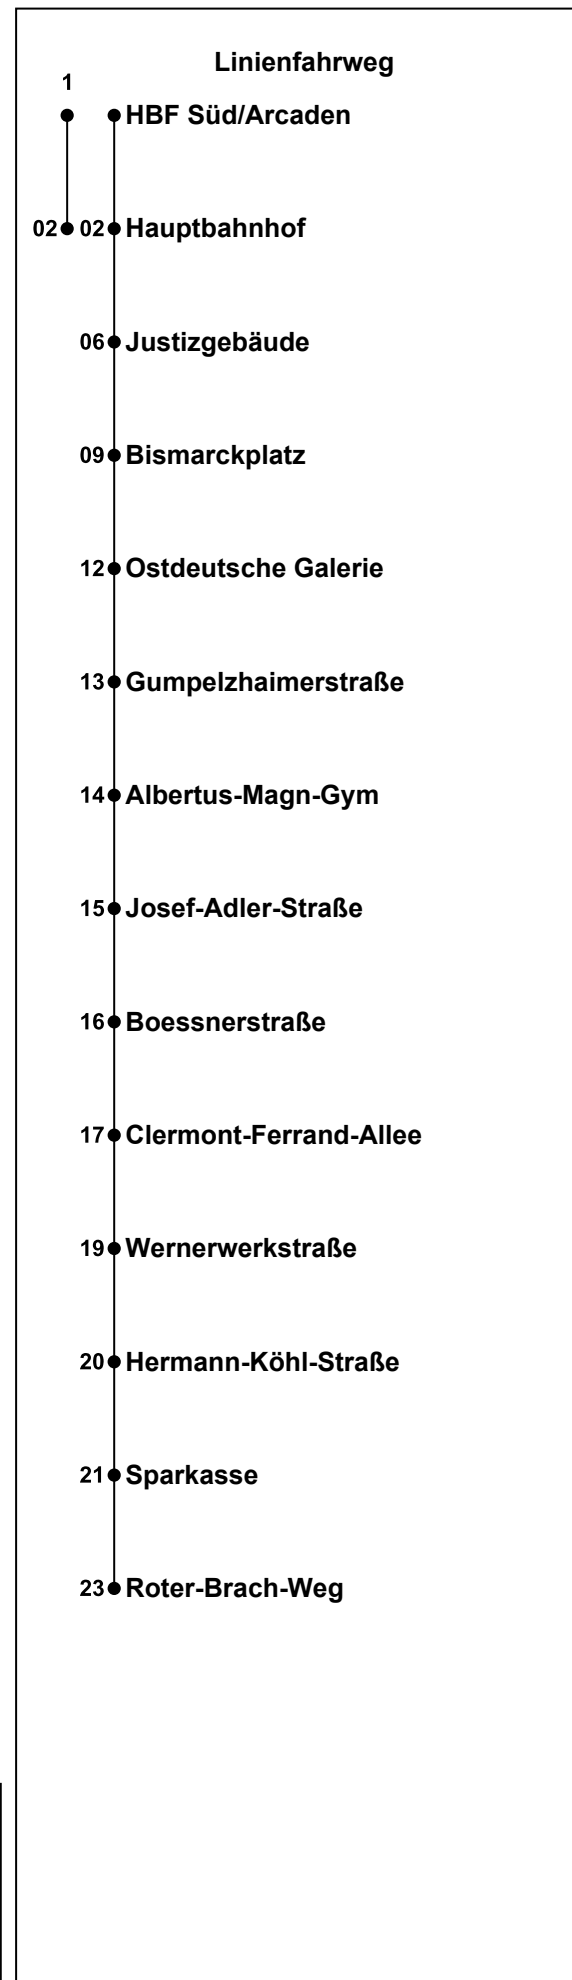 Linienfahrweg
1
HBF Süd/Arcaden
02 02 Hauptbahnhof
06 Justizgebäude
09 Bismarckplatz
12 Ostdeutsche Galerie
13 Gumpelzhaimerstraße
14 Albertus-Magn-Gym
15 Josef-Adler-Straße
16 Boessnerstraße
17 Clermont-Ferrand-Allee
19 Wernerwerkstraße
20 Hermann-Köhl-Straße
21 Sparkasse
23 Roter-Brach-Weg